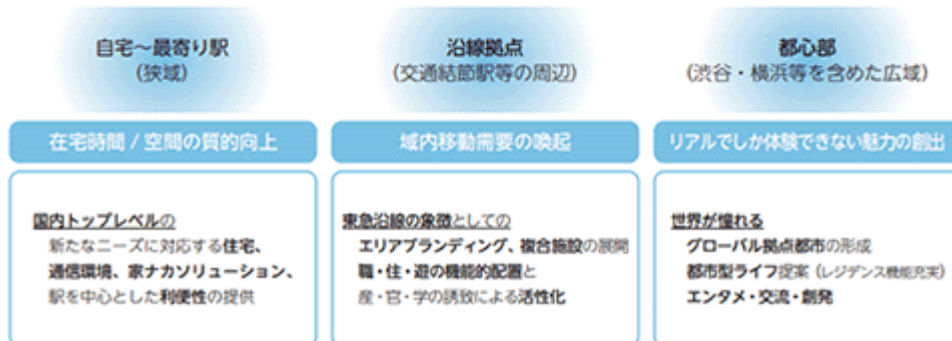 自宅～最寄り駅
(狭域)
在宅時間 / 空間の質的向上
国内トップレベルの
新たなニーズに対応する住宅、
通信環境、家ナカソリューション、
駅を中心とした利便性の提供
沿線拠点
(交通結節駅等の周辺)
域内移動需要の喚起
東急沿線の象徴としての
エリアブランディング、複合施設の展開
職・住・遊の機能的配置と
産・官・学の誘致による活性化
都心部
(渋谷・横浜等を含めた広域)
リアルでしか体験できない魅力の創出
世界が憧れる
グローバル拠点都市の形成
都市型ライフ提案 (レジデンス機能充実)
エンタメ・交流・創発